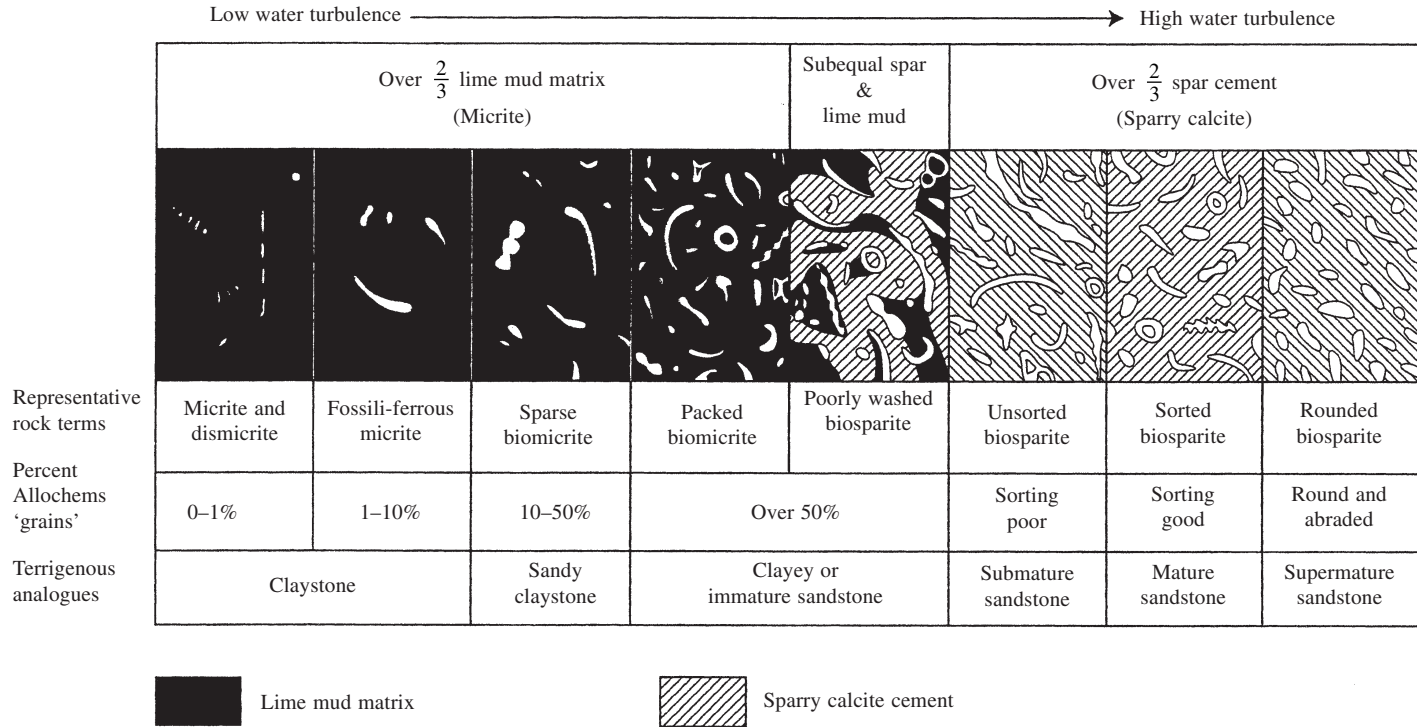 Low water turbulence
High water turbulence
Over 2/3 lime mud matrix
(Micrite)
Subequal spar
&
lime mud
Over 2/3 spar cement
(Sparry calcite)
Representative
rock terms
Micrite and
dismicrite
Fossili-ferrous
micrite
Sparse
biomicrite
Packed
biomicrite
Poorly washed
biosparite
Unsorted
biosparite
Sorted
biosparite
Rounded
biosparite
Percent
Allochems
‘grains’
0–1%
1–10%
10–50%
Over 50%
Sorting
poor
Sorting
good
Round and
abraded
Terrigenous
analogues
Claystone
Sandy
claystone
Clayey or
immature sandstone
Submature
sandstone
Mature
sandstone
Supermature
sandstone
Lime mud matrix
Sparry calcite cement